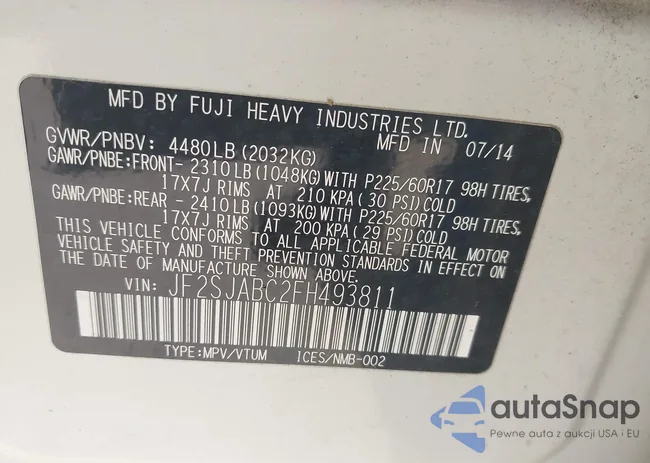 MFD BY FUJI HEAVY INDUSTRIES LTD.
MFD IN 07/14
GVWR/PNBV: 4480LB(2032KG)
GAWR/PNBE:FRONT- 2310LB(1048KG)WITH P225/60R17 98H TIRES,
17X7J RIMS AT 210 KPA(30 PSI)COLD
GAWR/PNBE:REAR - 2410LB(1093KG)WITH P225/60R17 98H TIRES,
17X7J RIMS AT 200 KPA(29 PSI)COLD
THIS VEHICLE CONFORMS TO ALL APPLICABLE FEDERAL MOTOR
VEHICLE SAFETY AND THEFT PREVENTION STANDARDS IN EFFECT ON
THE DATE OF MANUFACTURE SHOWN ABOVE.
VIN: JF2SJABC2FH493811
TYPE:MPV/VTUM ICES/NMB-002
autaSnap
Pewne auta z aukcji USA i EU